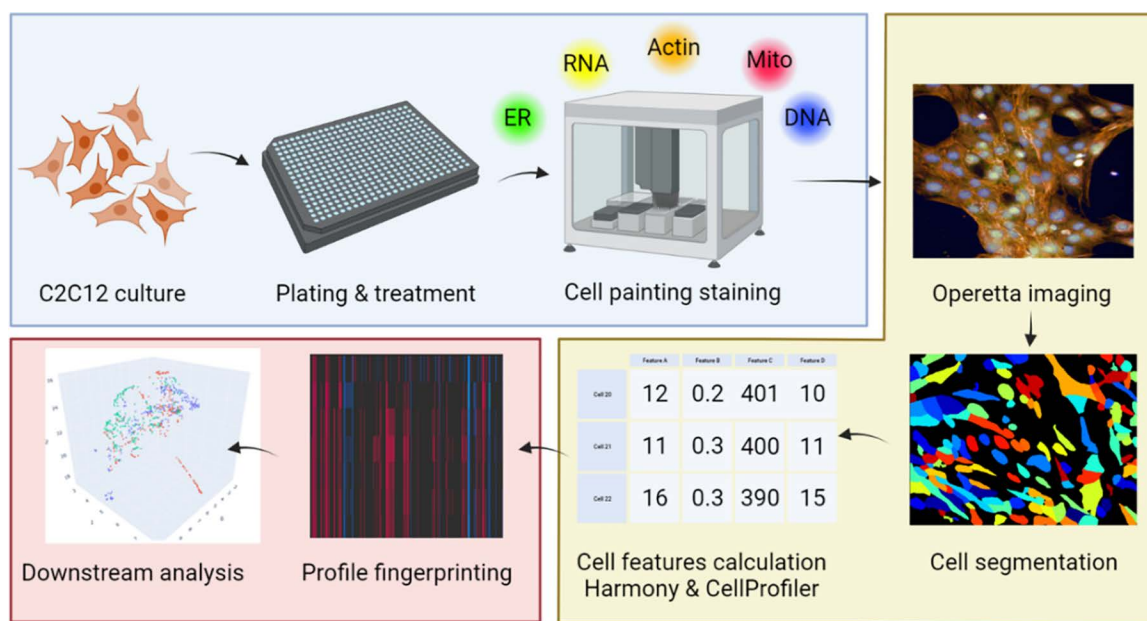 ER
RNA
Actin
Mito
DNA
C2C12 culture
Plating & treatment
Cell painting staining
Operetta imaging
Cell segmentation
Feature A Feature B Feature C Feature D
Cell 20 12 0.2 401 10
Cell 21 11 0.3 400 11
Cell 22 16 0.3 390 15
Cell features calculation
Harmony & CellProfiler
Profile fingerprinting
Downstream analysis